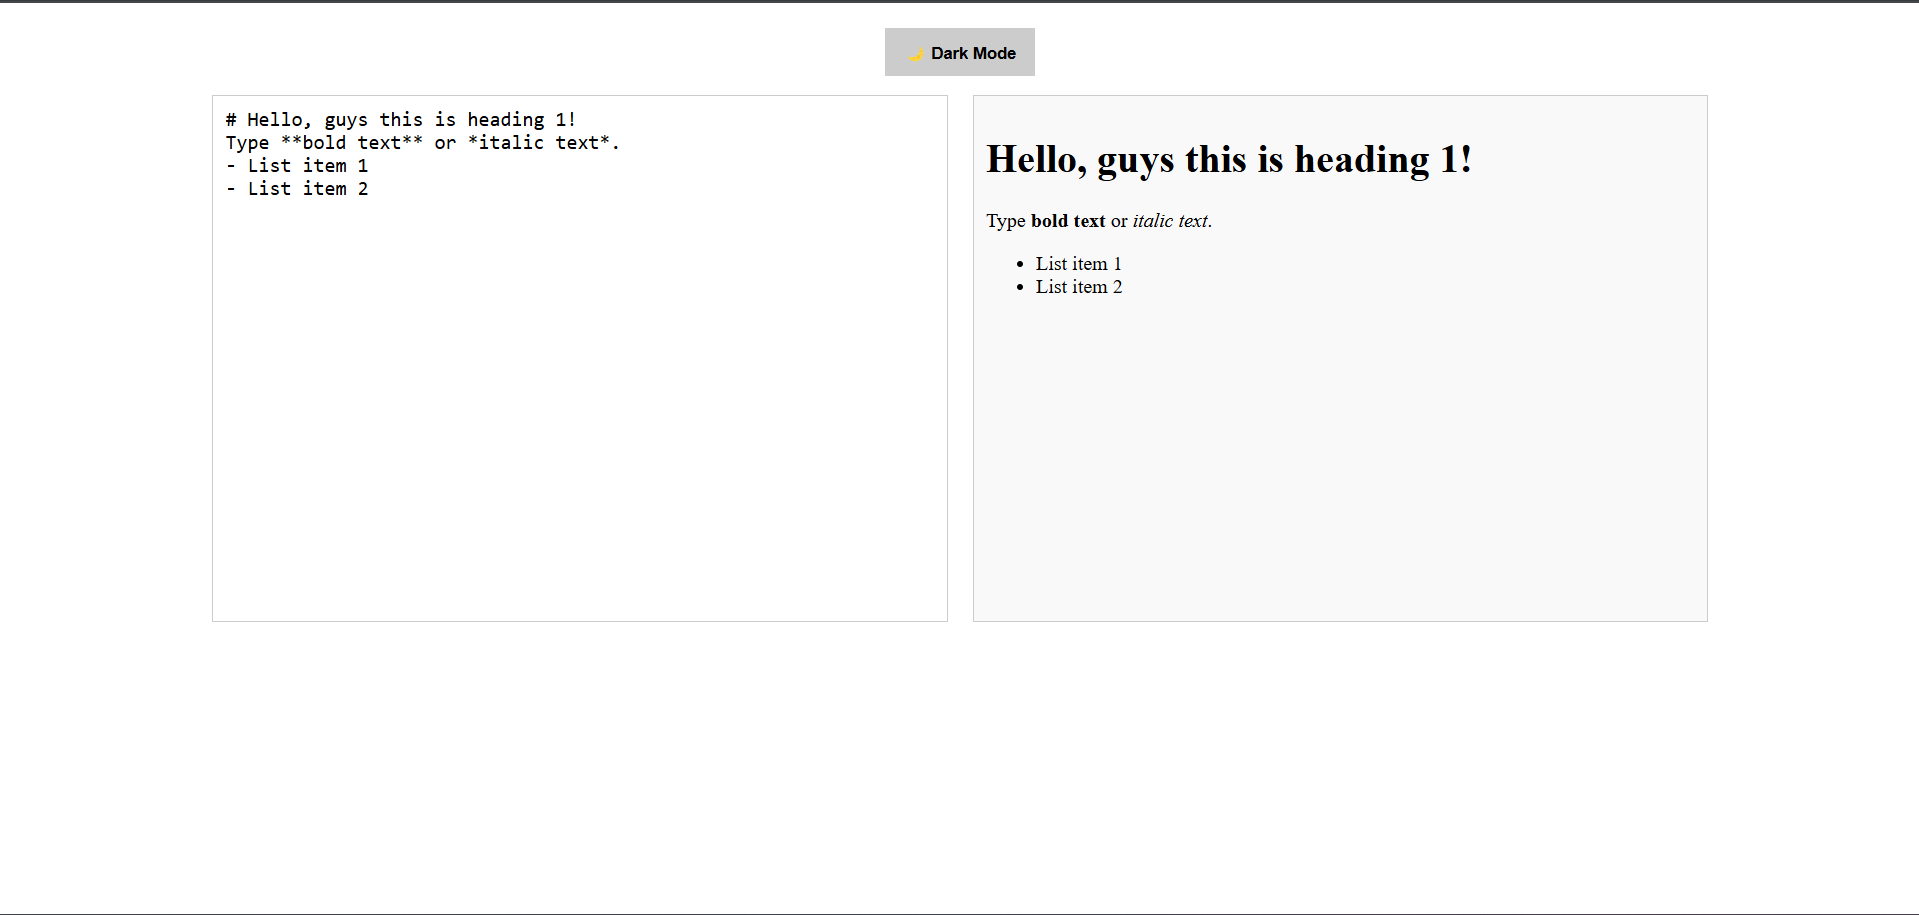 🌙 Dark Mode
# Hello, guys this is heading 1!
Type **bold text** or *italic text*.
- List item 1
- List item 2
Hello, guys this is heading 1!
Type bold text or italic text.
• List item 1
• List item 2